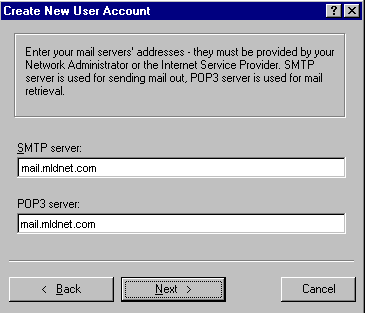 Create New User Account
Enter your mail servers' addresses - they must be provided by your
Network Administrator or the Internet Service Provider. SMTP
server is used for sending mail out, POP3 server is used for mail
retrieval.
SMTP server:
mail.mldnet.com
POP3 server:
mail.mldnet.com
< Back Next > Cancel